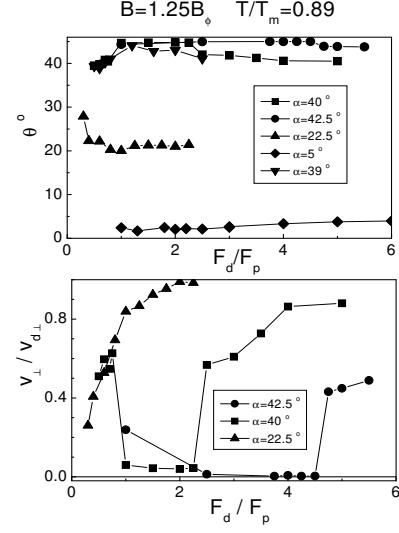 B=1.25B_ϕ T/T_m=0.89
θ °
40
20
0
α=40 °
α=42.5 °
α=22.5 °
α=5 °
α=39 °
0 2 4 6
F_d/F_p
v_⊥ / v_d⊥
0.8
0.4
0.0
α=42.5 °
α=40 °
α=22.5 °
0 2 4 6
F_d / F_p